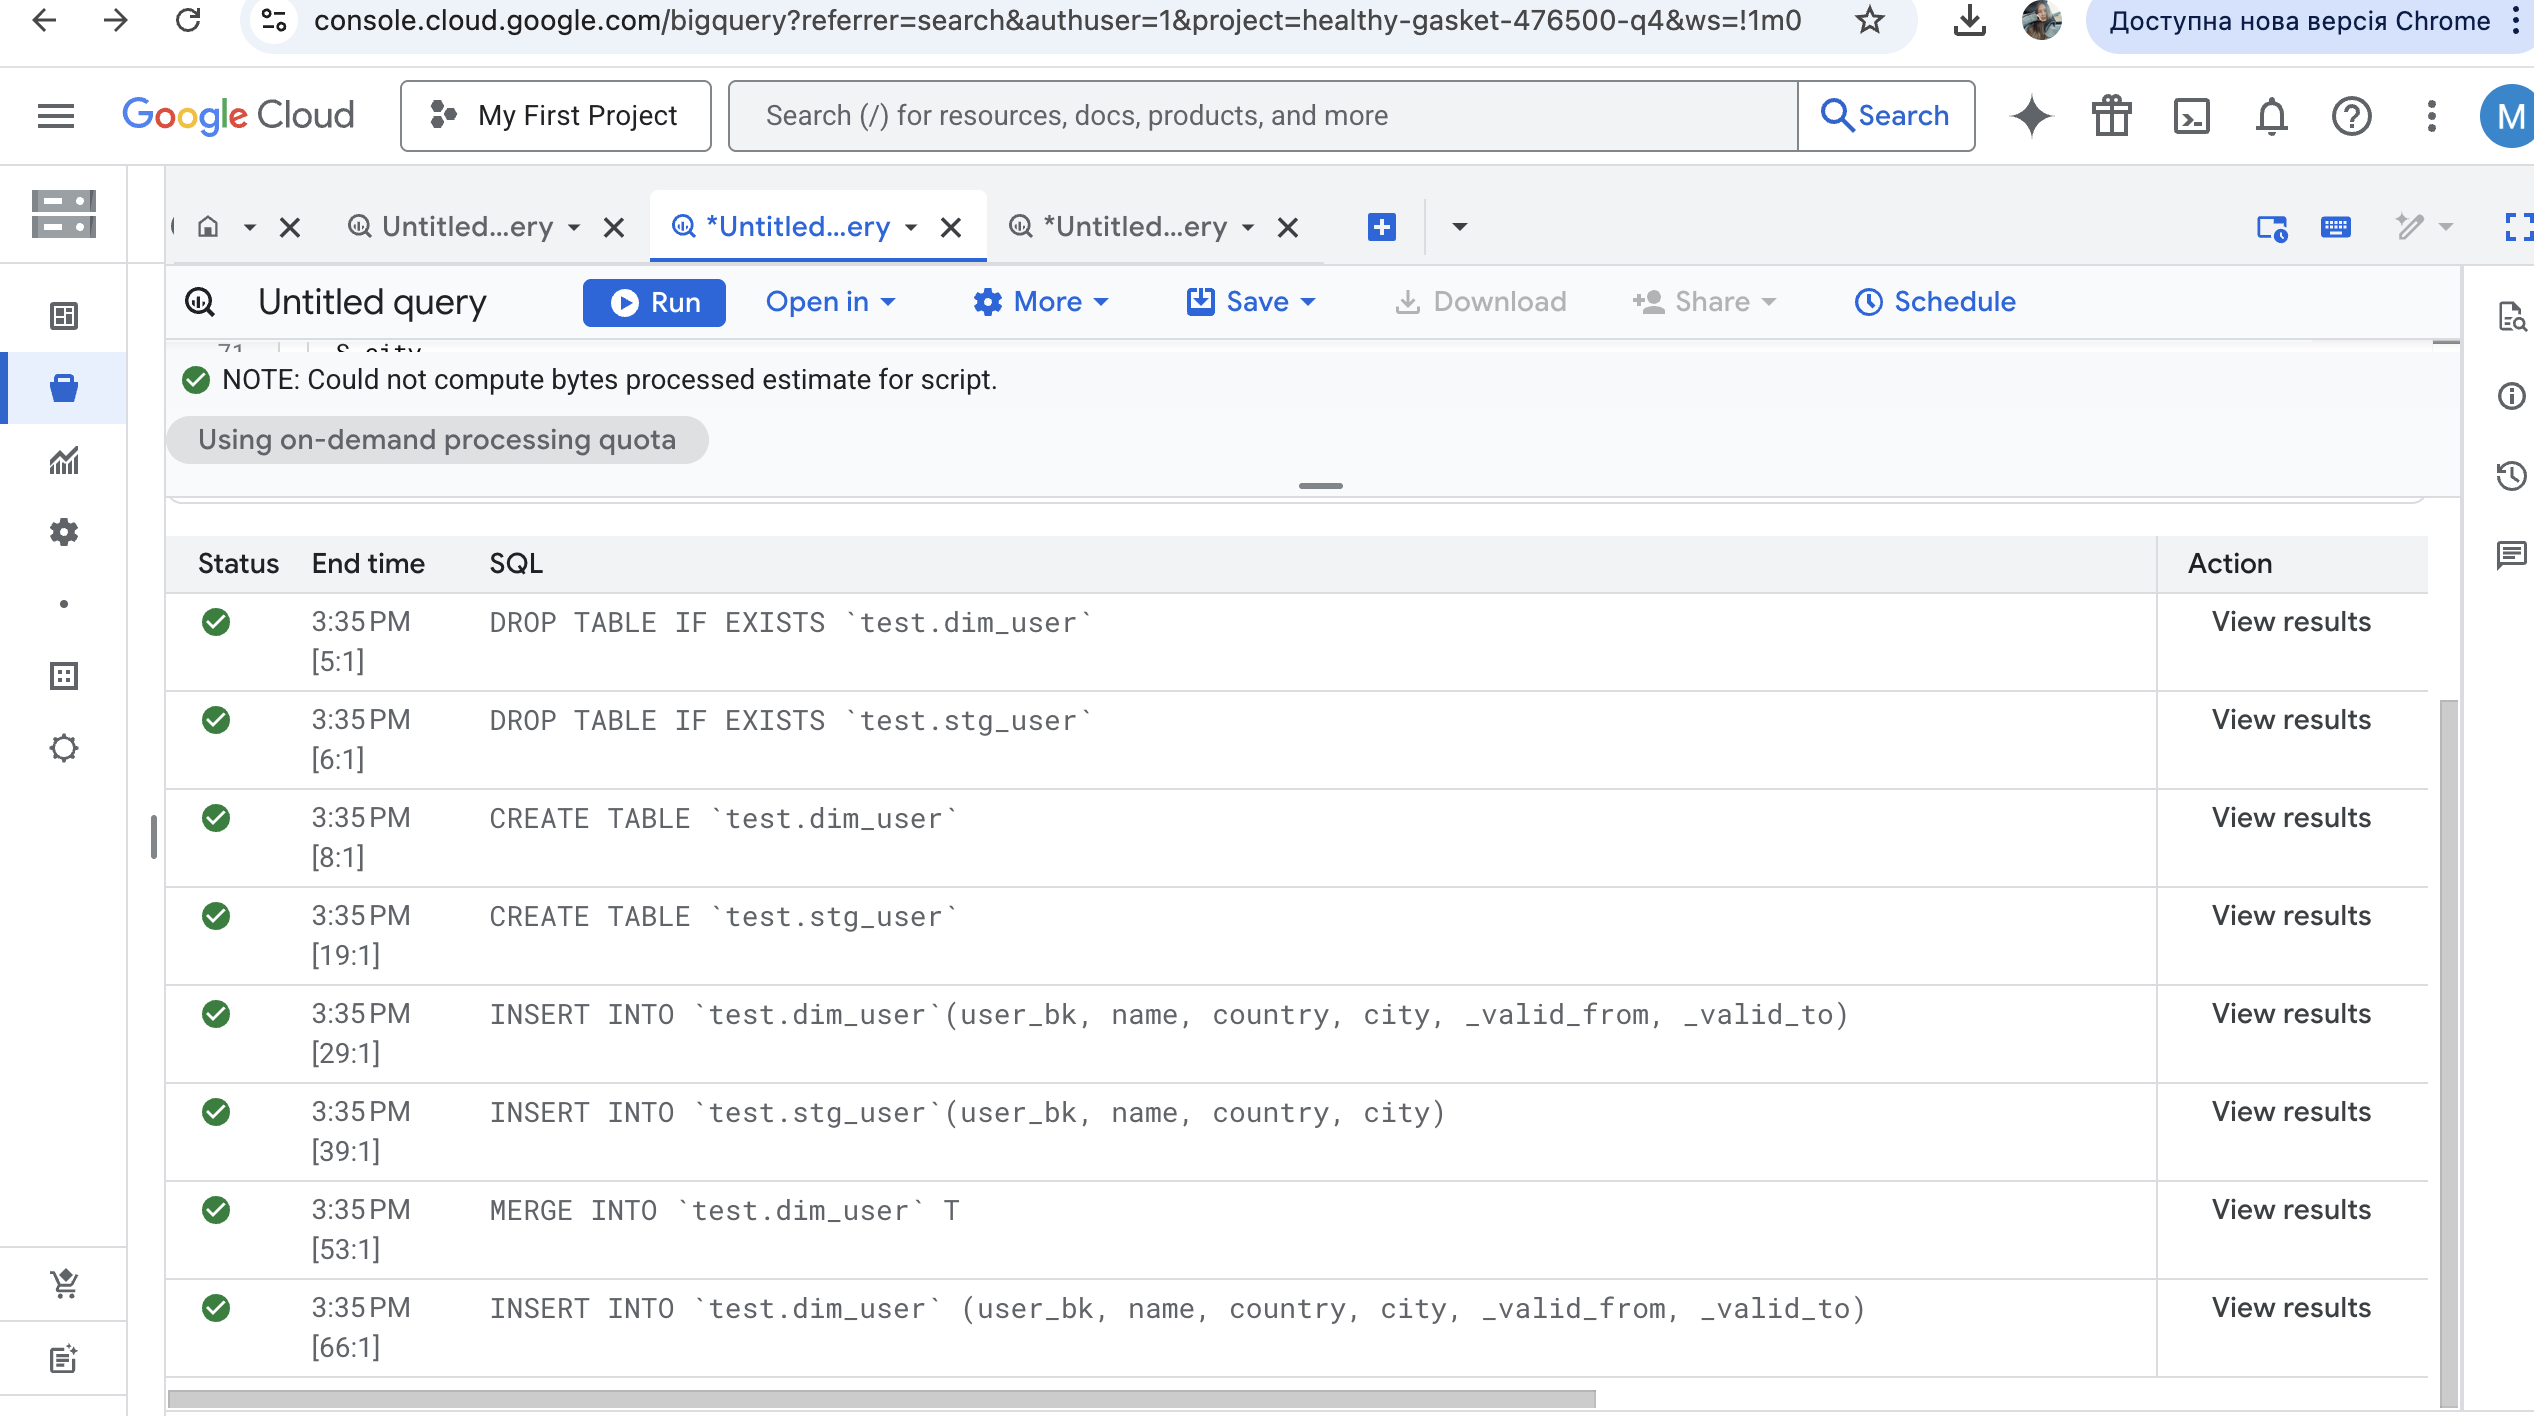 console.cloud.google.com/bigquery?referrer=search&authuser=1&project=healthy-gasket-476500-q4&ws=!1m0
Доступна нова версія Chrome
Google Cloud
My First Project
Search (/) for resources, docs, products, and more
Search
M
Untitled...ery
*Untitled...ery
*Untitled...ery
Untitled query
Run
Open in
More
Save
Download
Share
Schedule
71
S.city
NOTE: Could not compute bytes processed estimate for script.
Using on-demand processing quota
Status End time SQL Action
3:35 PM DROP TABLE IF EXISTS `test.dim_user` View results
[5:1]
3:35 PM DROP TABLE IF EXISTS `test.stg_user` View results
[6:1]
3:35 PM CREATE TABLE `test.dim_user` View results
[8:1]
3:35 PM CREATE TABLE `test.stg_user` View results
[19:1]
3:35 PM INSERT INTO `test.dim_user`(user_bk, name, country, city, _valid_from, _valid_to) View results
[29:1]
3:35 PM INSERT INTO `test.stg_user`(user_bk, name, country, city) View results
[39:1]
3:35 PM MERGE INTO `test.dim_user` T View results
[53:1]
3:35 PM INSERT INTO `test.dim_user` (user_bk, name, country, city, _valid_from, _valid_to) View results
[66:1]